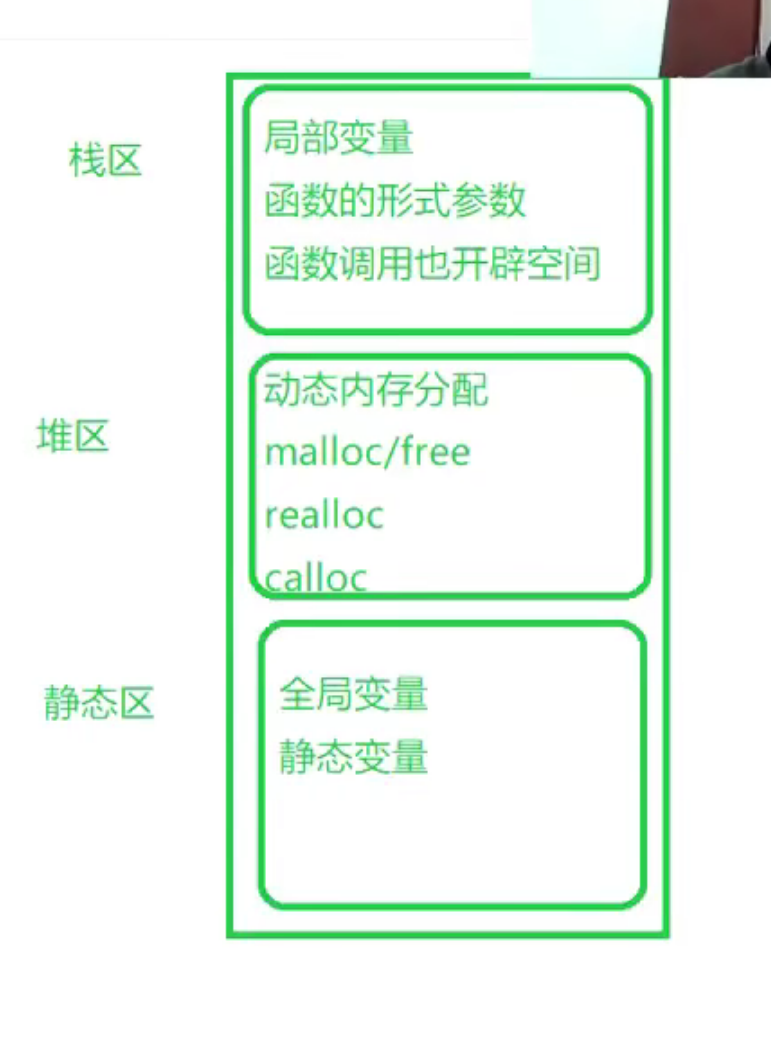 栈区
局部变量
函数的形式参数
函数调用也开辟空间
堆区
动态内存分配
malloc/free
realloc
calloc
静态区
全局变量
静态变量